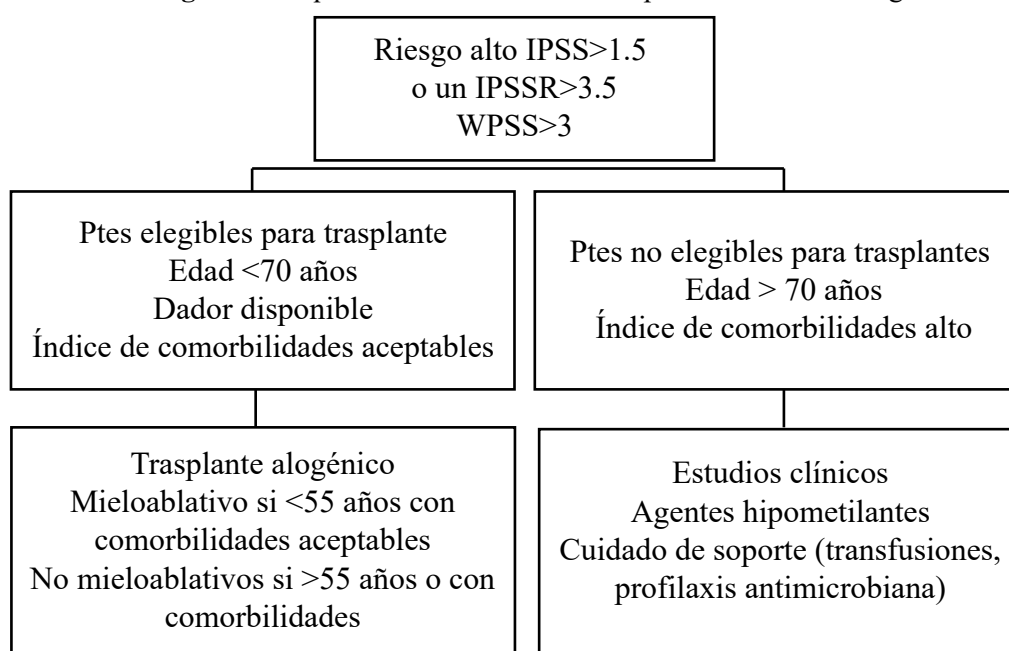 Riesgo alto IPSS>1.5
o un IPSSR>3.5
WPSS>3
Ptes elegibles para trasplante
Edad <70 años
Dador disponible
Índice de comorbilidades aceptables
Ptes no elegibles para trasplantes
Edad > 70 años
Índice de comorbilidades alto
Trasplante alogénico
Mieloablativo si <55 años con
comorbilidades aceptables
No mieloablativos si >55 años o con
comorbilidades
Estudios clínicos
Agentes hipometilantes
Cuidado de soporte (transfusiones,
profilaxis antimicrobiana)